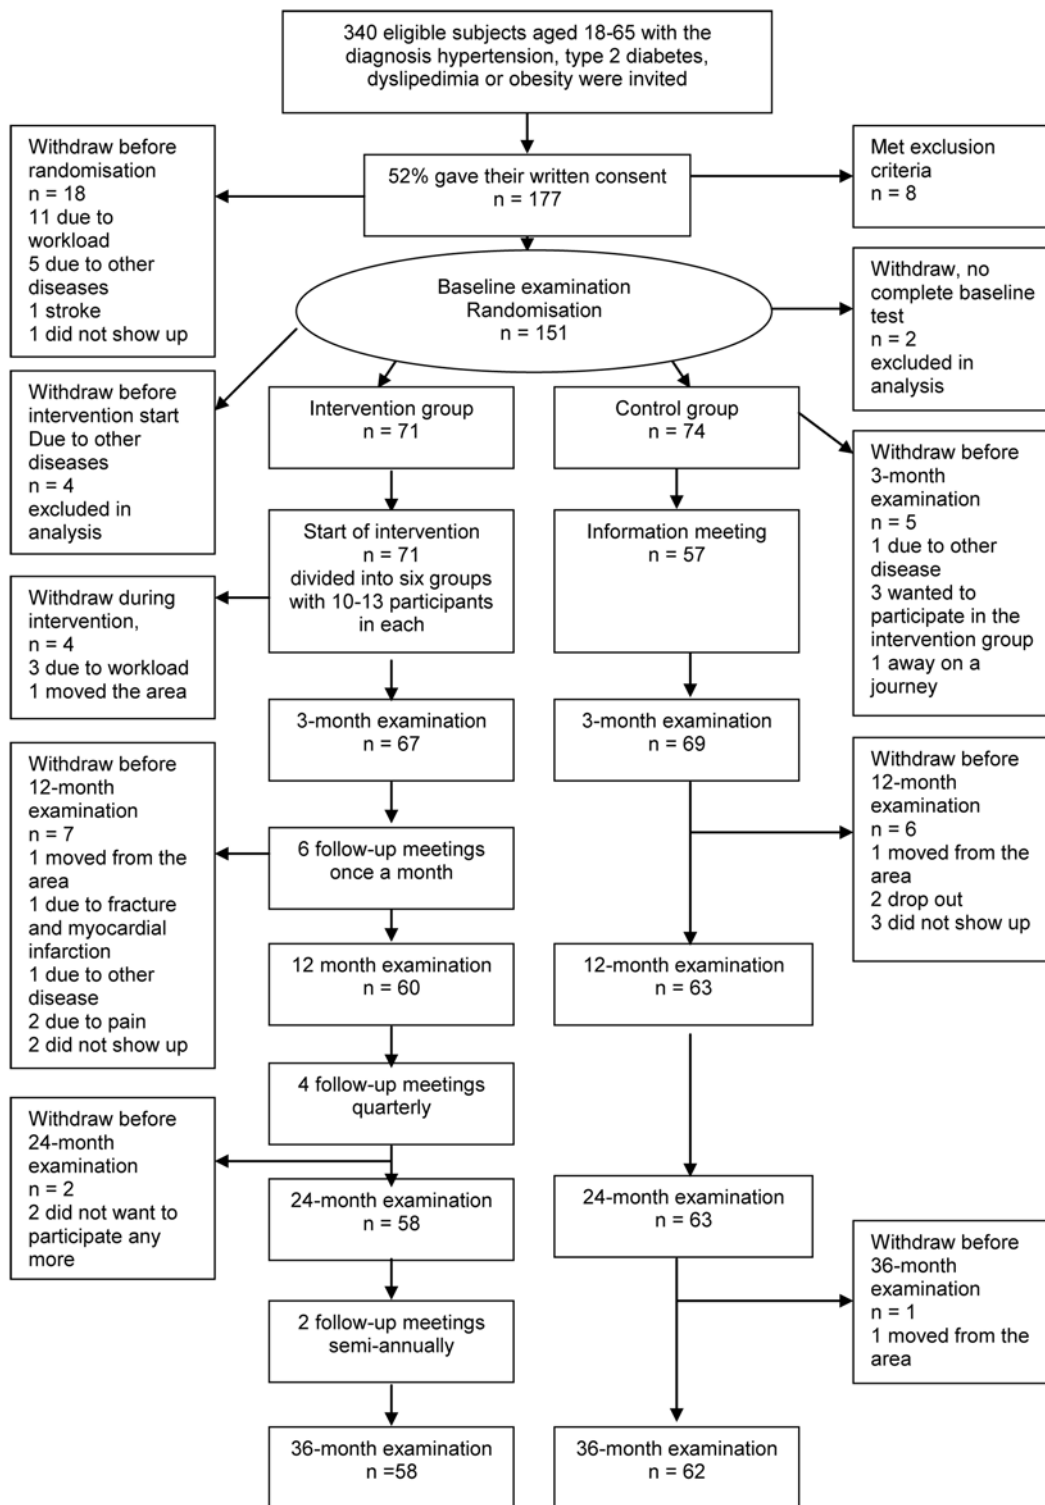 340 eligible subjects aged 18-65 with the
diagnosis hypertension, type 2 diabetes,
dyslipedimia or obesity were invited
Withdraw before
randomisation
n = 18
11 due to
workload
5 due to other
diseases
1 stroke
1 did not show up
52% gave their written consent
n = 177
Met exclusion
criteria
n = 8
Baseline examination
Randomisation
n = 151
Withdraw, no
complete baseline
test
n = 2
excluded in
analysis
Withdraw before
intervention start
Due to other
diseases
n = 4
excluded in
analysis
Intervention group
n = 71
Control group
n = 74
Withdraw before
3-month
examination
n = 5
1 due to other
disease
3 wanted to
participate in the
intervention group
1 away on a
journey
Start of intervention
n = 71
divided into six groups
with 10-13 participants
in each
Information meeting
n = 57
Withdraw during
intervention,
n = 4
3 due to workload
1 moved the area
3-month examination
n = 67
3-month examination
n = 69
Withdraw before
12-month
examination
n = 7
1 moved from the
area
1 due to fracture
and myocardial
infarction
1 due to other
disease
2 due to pain
2 did not show up
6 follow-up meetings
once a month
Withdraw before
12-month
examination
n = 6
1 moved from the
area
2 drop out
3 did not show up
12 month examination
n = 60
12-month examination
n = 63
4 follow-up meetings
quarterly
Withdraw before
24-month
examination
n = 2
2 did not want to
participate any
more
24-month examination
n = 58
24-month examination
n = 63
Withdraw before
36-month
examination
n = 1
1 moved from the
area
2 follow-up meetings
semi-annually
36-month examination
n =58
36-month examination
n = 62